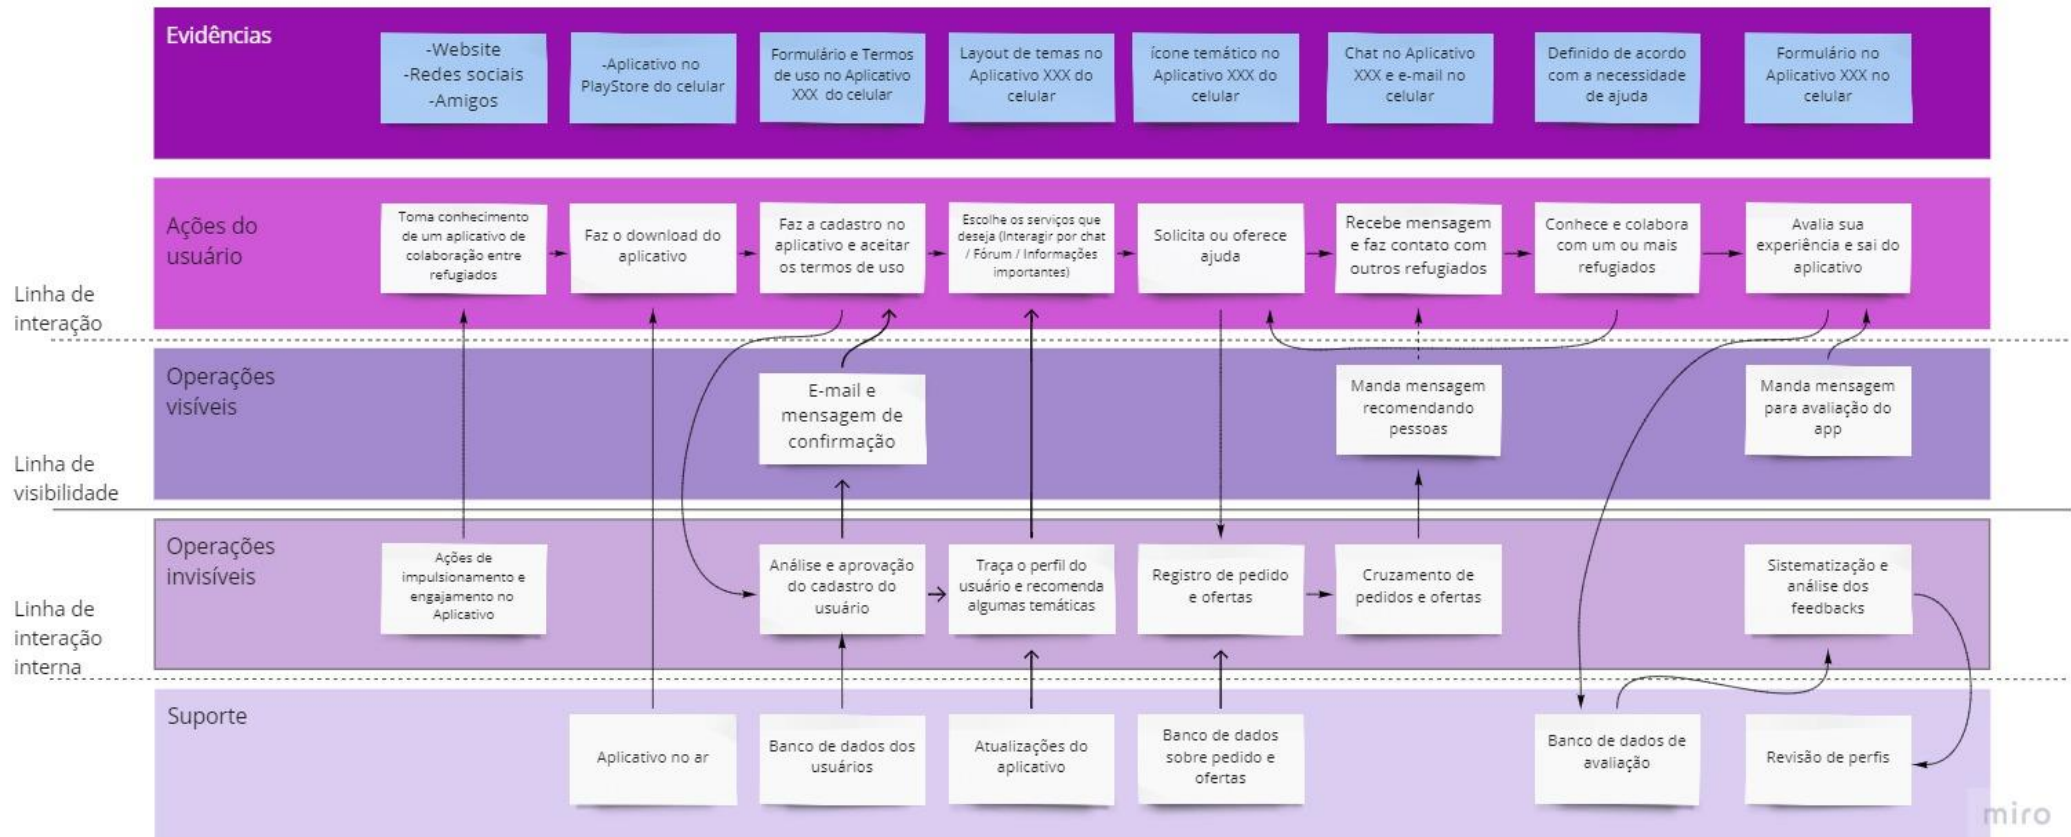 Evidências
-Website
-Redes sociais
-Amigos
-Aplicativo no
PlayStore do celular
Formulário e Termos
de uso no Aplicativo
XXX do celular
Layout de temas no
Aplicativo XXX do
celular
ícone temático no
Aplicativo XXX do
celular
Chat no Aplicativo
XXX e e-mail no
celular
Definido de acordo
com a necessidade
de ajuda
Formulário no
Aplicativo XXX no
celular
Ações do
usuário
Toma conhecimento
de um aplicativo de
colaboração entre
refugiados
Faz o download do
aplicativo
Faz a cadastro no
aplicativo e aceitar
os termos de uso
Escolhe os serviços que
deseja (Interagir por chat
/ Fórum / Informações
importantes)
Solicita ou oferece
ajuda
Recebe mensagem
e faz contato com
outros refugiados
Conhece e colabora
com um ou mais
refugiados
Avalia sua
experiência e sai do
aplicativo
Linha de
interação
Operações
visíveis
E-mail e
mensagem de
confirmação
Manda mensagem
recomendando
pessoas
Manda mensagem
para avaliação do
app
Linha de
visibilidade
Operações
invisíveis
Ações de
impulsionamento e
engajamento no
Aplicativo
Análise e aprovação
do cadastro do
usuário
Traça o perfil do
usuário e recomenda
algumas temáticas
Registro de pedido
e ofertas
Cruzamento de
pedidos e ofertas
Sistematização e
análise dos
feedbacks
Linha de
interação
interna
Suporte
Aplicativo no ar
Banco de dados dos
usuários
Atualizações do
aplicativo
Banco de dados
sobre pedido e
ofertas
Banco de dados de
avaliação
Revisão de perfis
miro